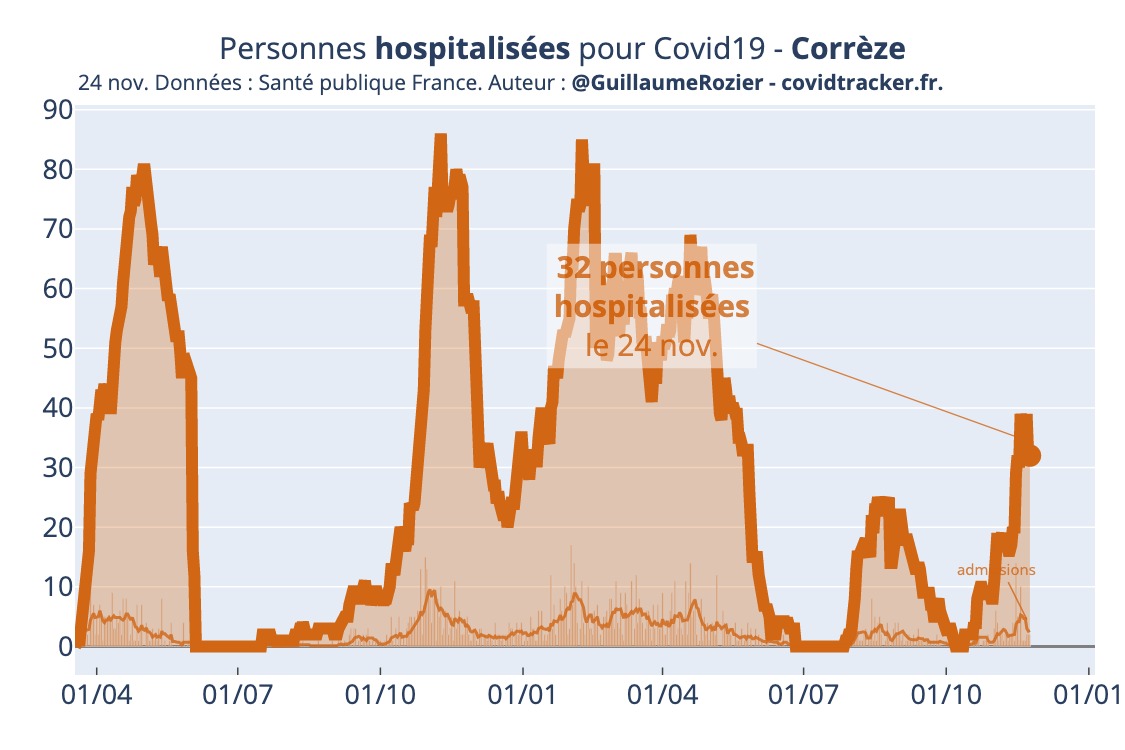 Personnes hospitalisées pour Covid19 - Corrèze
24 nov. Données : Santé publique France. Auteur : @GuillaumeRozier - covidtracker.fr.
90
80
70
60
50
40
30
20
10
0
32 personnes
hospitalisées
le 24 nov.
admissions
01/04 01/07 01/10 01/01 01/04 01/07 01/10 01/01